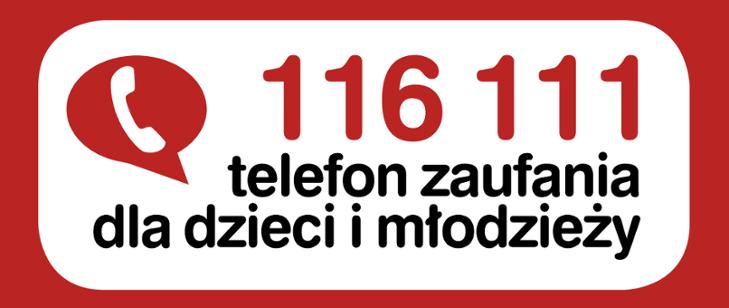 116 111
telefon zaufania
dla dzieci i młodzieży